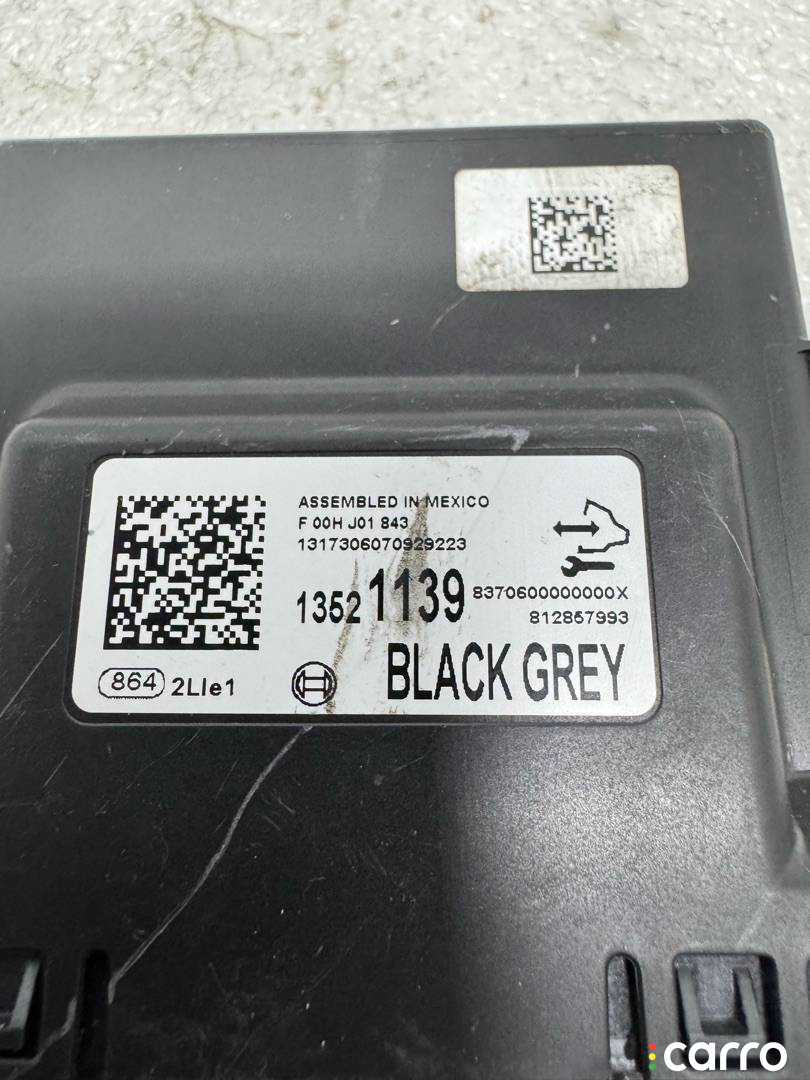 ASSEMBLED IN MEXICO
F 00H J01 843
1317306070929223
13521139
8370600000000X
812857993
864 2LIe1
BLACK GREY
carro